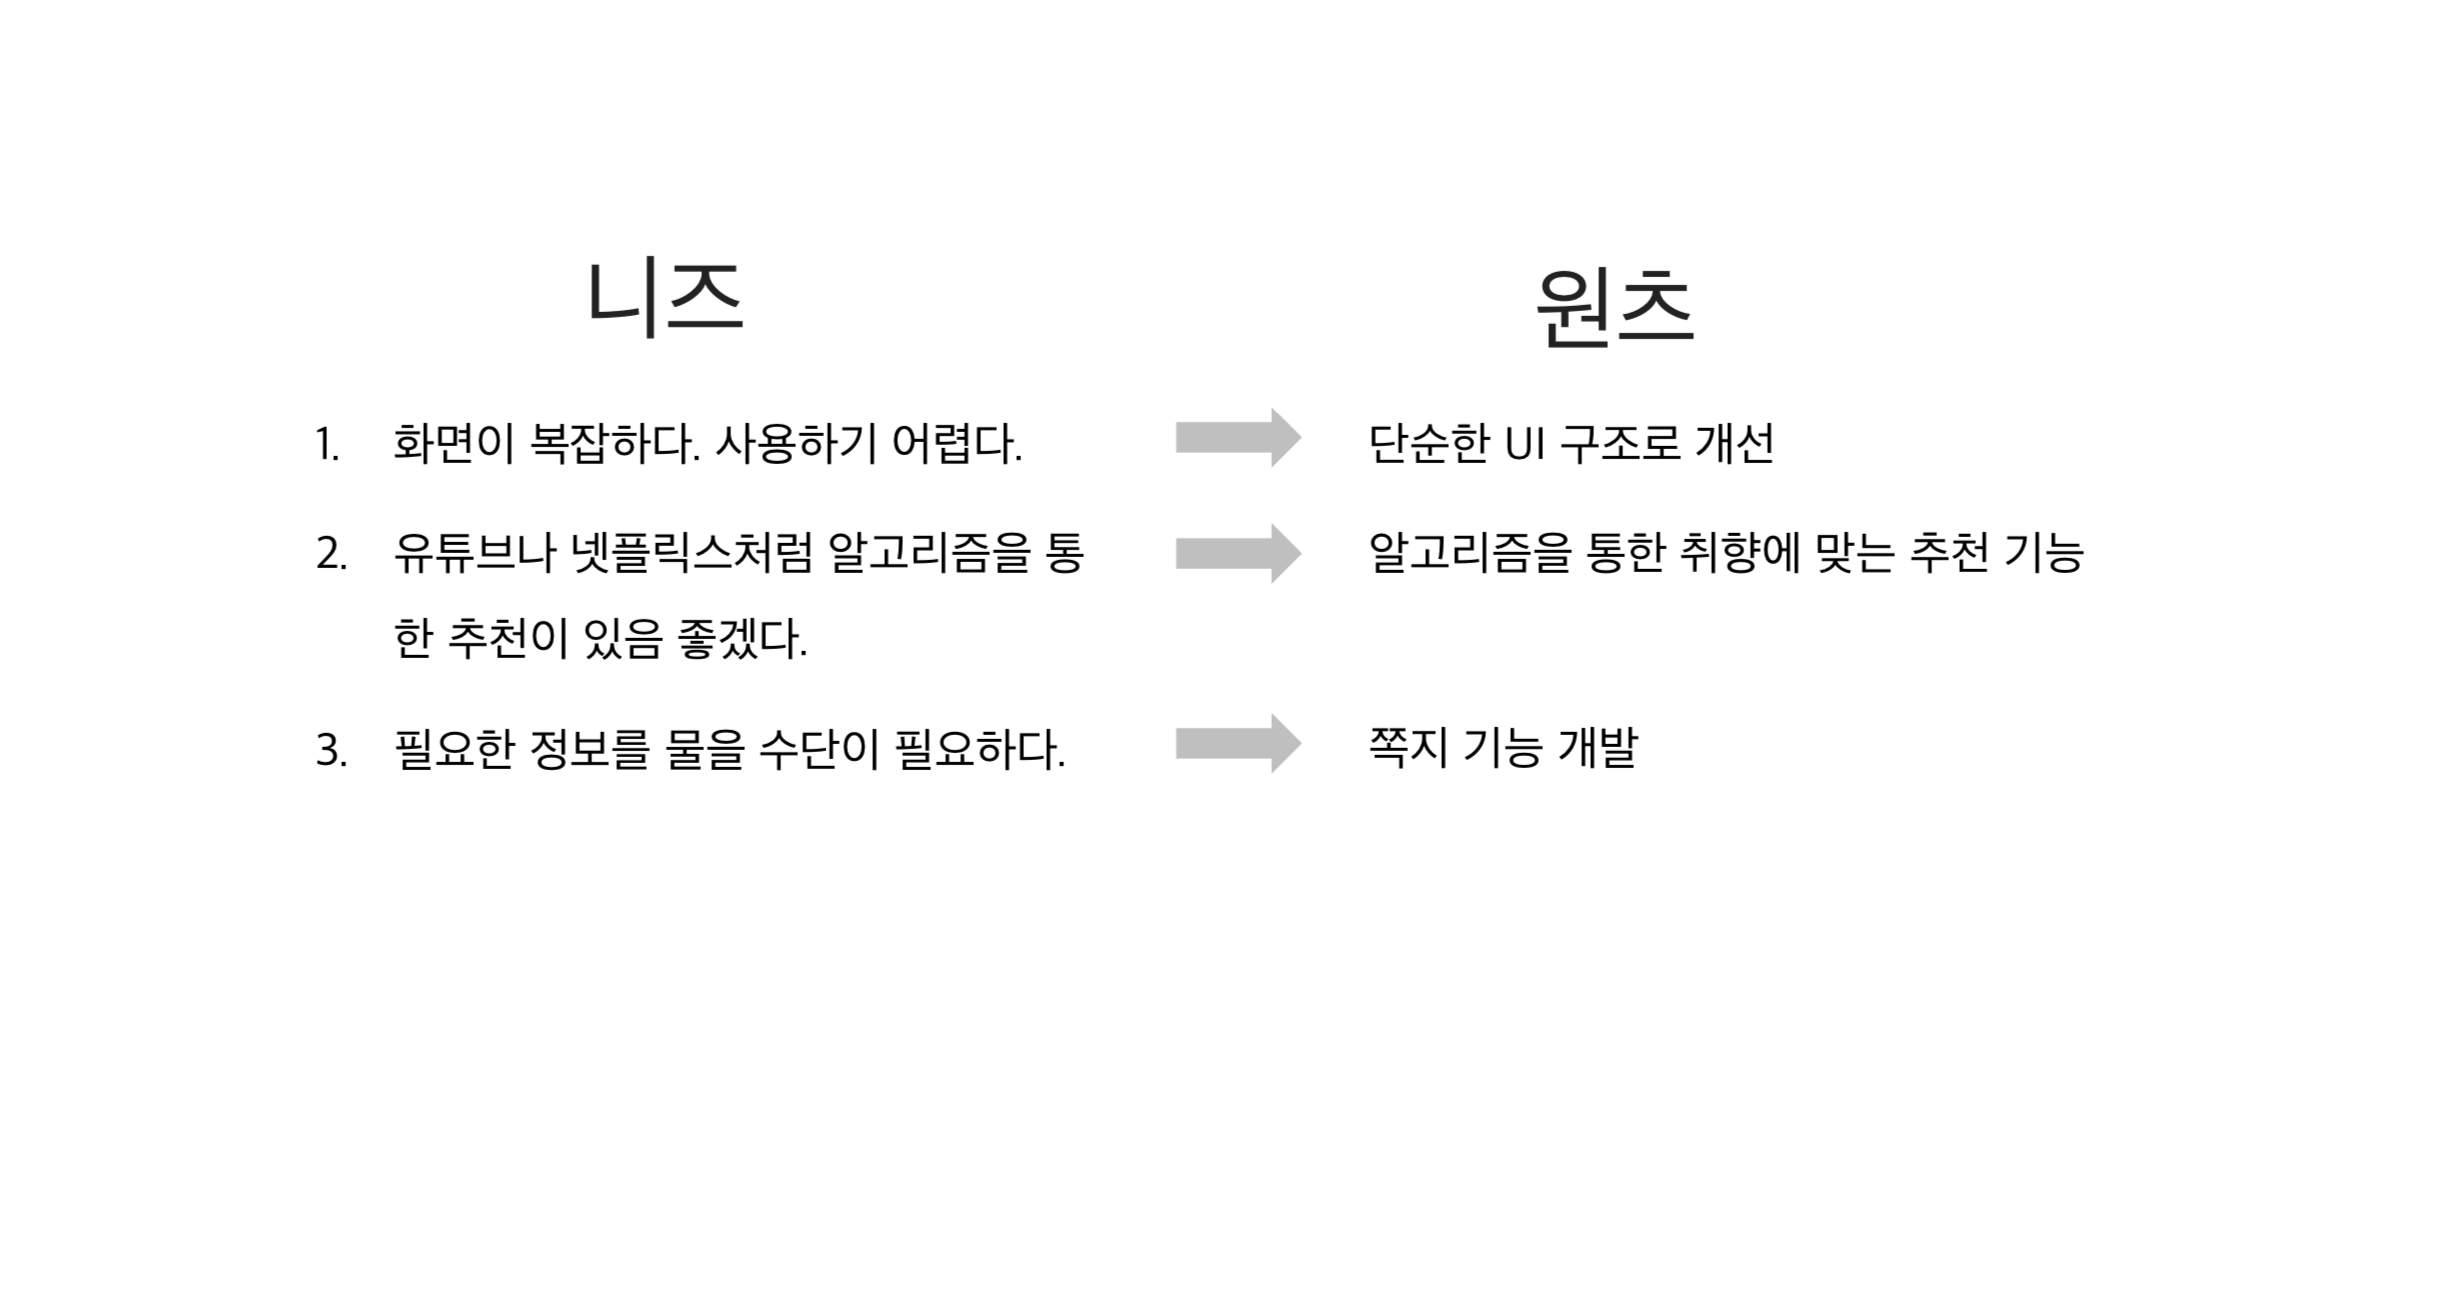 니즈
원츠
1. 화면이 복잡하다. 사용하기 어렵다.
단순한 UI 구조로 개선
2. 유튜브나 넷플릭스처럼 알고리즘을 통
한 추천이 있음 좋겠다.
알고리즘을 통한 취향에 맞는 추천 기능
3. 필요한 정보를 물을 수단이 필요하다.
쪽지 기능 개발